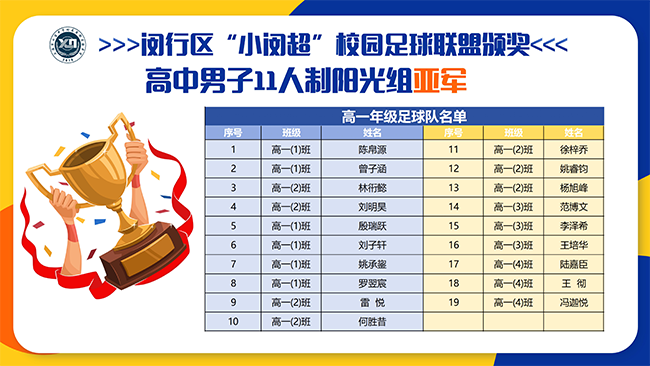 >>>闵行区“小闵超”校园足球联盟颁奖<<<
高中男子11人制阳光组亚军
高一年级足球队名单
序号 班级 姓名 序号 班级 姓名
1 高一(1)班 陈帛源 11 高一(2)班 徐梓乔
2 高一(1)班 曾子涵 12 高一(2)班 姚睿钧
3 高一(2)班 林衍懿 13 高一(2)班 杨旭峰
4 高一(2)班 刘明昊 14 高一(3)班 范博文
5 高一(1)班 殷瑞跃 15 高一(3)班 李泽希
6 高一(1)班 刘子轩 16 高一(3)班 王培华
7 高一(1)班 姚承鋆 17 高一(4)班 陆嘉臣
8 高一(1)班 罗翌宸 18 高一(4)班 王 彻
9 高一(2)班 雷 悦 19 高一(4)班 冯迦悦
10 高一(2)班 何胜昔